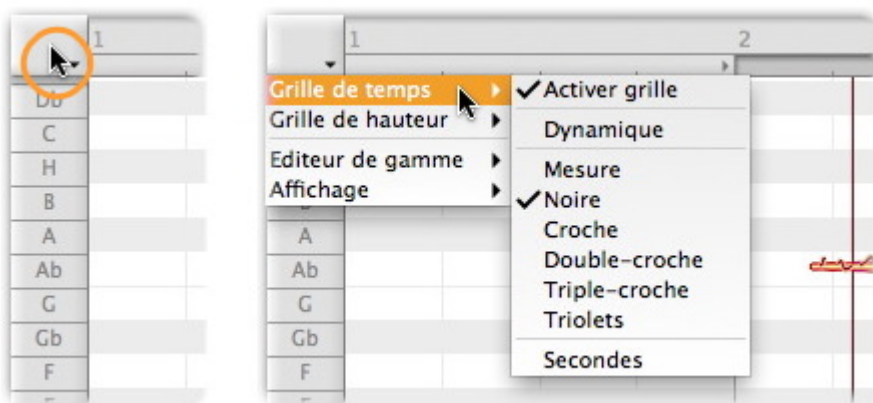 1
Db
C
H
B
A
Ab
G
Gb
F
1 2
Grille de temps
Grille de hauteur
Editeur de gamme
Affichage
Activer grille
Dynamique
Mesure
Noire
Croche
Double-croche
Triple-croche
Triolets
Secondes
A
Ab
G
Gb
F